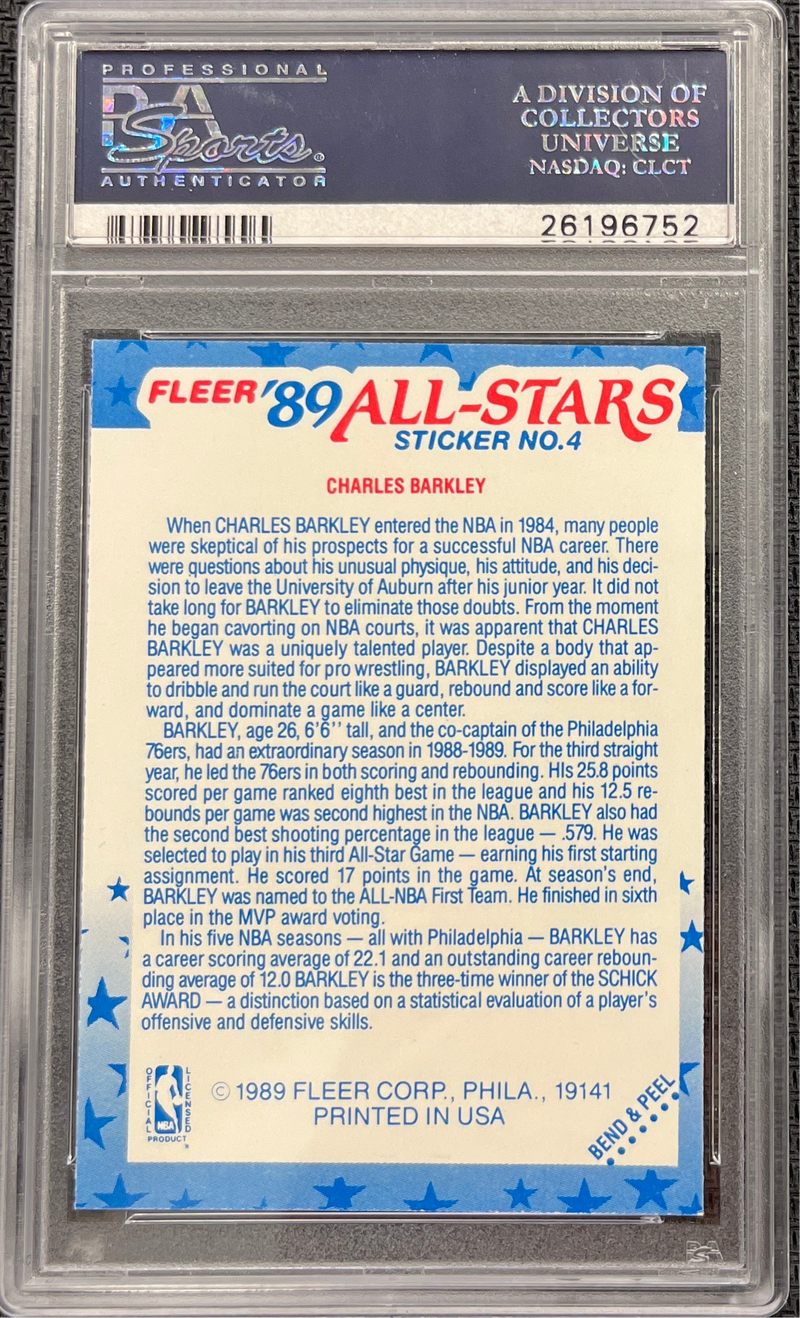 PROFESSIONAL
PSA
Sports®
AUTHENTICATOR
A DIVISION OF
COLLECTORS
UNIVERSE
NASDAQ: CLCT
26196752
FLEER '89 ALL-STARS
STICKER NO.4
CHARLES BARKLEY
When CHARLES BARKLEY entered the NBA in 1984, many people
were skeptical of his prospects for a successful NBA career. There
were questions about his unusual physique, his attitude, and his deci-
sion to leave the University of Auburn after his junior year. It did not
take long for BARKLEY to eliminate those doubts. From the moment
he began cavorting on NBA courts, it was apparent that CHARLES
BARKLEY was a uniquely talented player. Despite a body that ap-
peared more suited for pro wrestling, BARKLEY displayed an ability
to dribble and run the court like a guard, rebound and score like a for-
ward, and dominate a game like a center.
BARKLEY, age 26, 6'6'' tall, and the co-captain of the Philadelphia
76ers, had an extraordinary season in 1988-1989. For the third straight
year, he led the 76ers in both scoring and rebounding. HIs 25.8 points
scored per game ranked eighth best in the league and his 12.5 re-
bounds per game was second highest in the NBA. BARKLEY also had
the second best shooting percentage in the league — .579. He was
selected to play in his third All-Star Game — earning his first starting
assignment. He scored 17 points in the game. At season's end,
BARKLEY was named to the ALL-NBA First Team. He finished in sixth
place in the MVP award voting.
In his five NBA seasons — all with Philadelphia — BARKLEY has
a career scoring average of 22.1 and an outstanding career reboun-
ding average of 12.0 BARKLEY is the three-time winner of the SCHICK
AWARD — a distinction based on a statistical evaluation of a player's
offensive and defensive skills.
OFFICIAL LICENSED
NBA
PRODUCT
© 1989 FLEER CORP., PHILA., 19141
PRINTED IN USA
BEND & PEEL
PSA